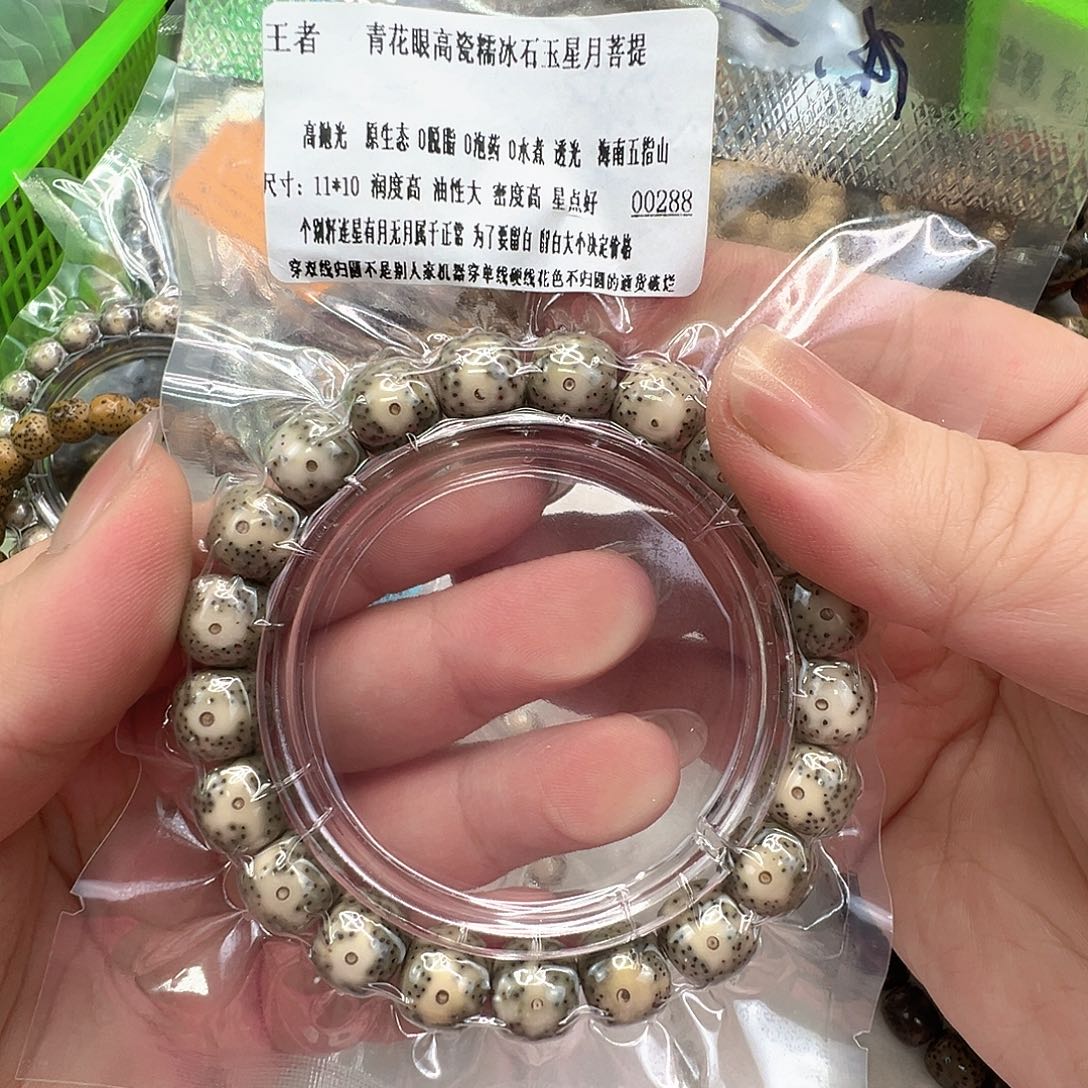 王者 青花眼高瓷糯冰石玉星月菩提
高抛光 原生态 0脱脂 0泡药 0水煮 透光 海南五指山
尺寸：11*10 润度高 油性大 密度高 星点好 00288
个别籽连星有月无月属于正常 为了要留白 留白大小决定价格
穿双线归圆不是别人家机器穿单线硬线花色不归圆的通货破烂